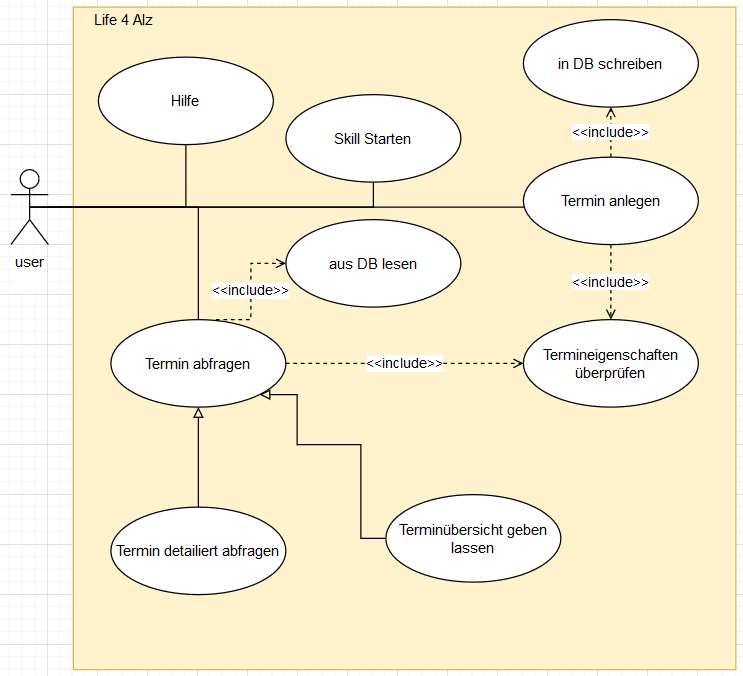 Life 4 Alz
in DB schreiben
Hilfe
Skill Starten
<<include>>
Termin anlegen
user
aus DB lesen
<<include>>
<<include>>
Termin abfragen
<<include>>
Termineigenschaften
überprüfen
Termin detailiert abfragen
Terminübersicht geben
lassen